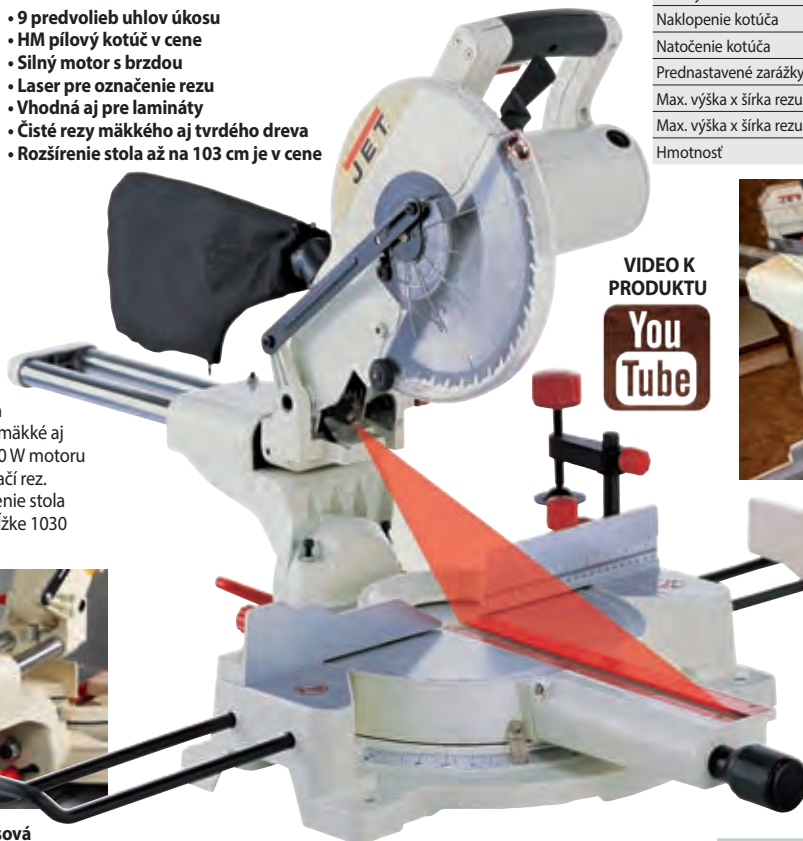 • 9 predvolieb uhlov úkosu
• HM pílový kotúč v cene
• Silný motor s brzdou
• Laser pre označenie rezu
• Vhodná aj pre lamináty
• Čisté rezy mäkkého aj tvrdého dreva
• Rozšírenie stola až na 103 cm je v cene
Naklopenie kotúča
Natočenie kotúča
Prednastavené zarážky
Max. výška x šírka rezu
Max. výška x šírka rezu
Hmotnosť
JET
JET
VIDEO K
PRODUKTU
You
Tube
mäkké aj
0 W motoru
ačí rez.
enie stola
ĺžke 1030
sová